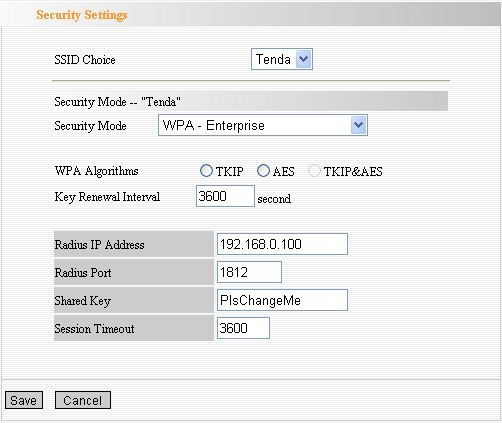 Security Settings
SSID Choice Tenda
Security Mode -- "Tenda"
Security Mode WPA - Enterprise
WPA Algorithms TKIP AES TKIP&AES
Key Renewal Interval 3600 second
Radius IP Address 192.168.0.100
Radius Port 1812
Shared Key PlsChangeMe
Session Timeout 3600
Save Cancel